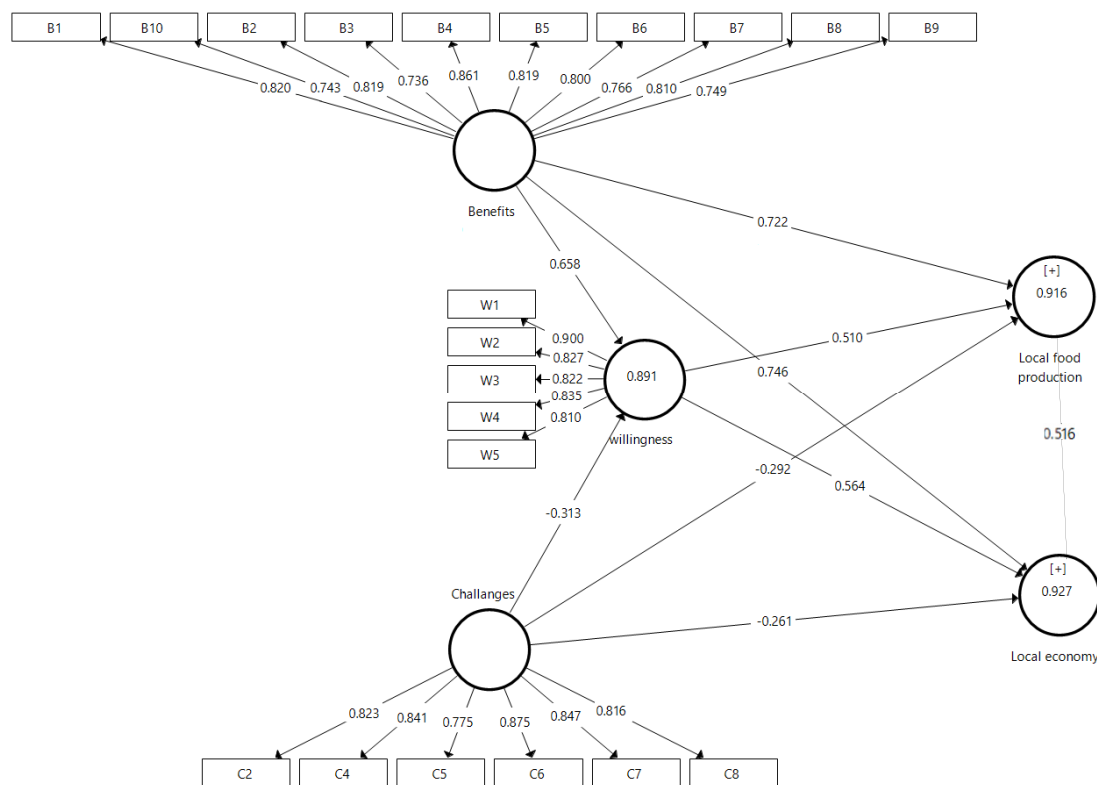 B1
B10
B2
B3
B4
B5
B6
B7
B8
B9
0.820
0.743
0.819
0.736
0.861
0.819
0.800
0.766
0.810
0.749
Benefits
0.722
0.658
[+]
0.916
Local food
production
W1
W2
W3
W4
W5
0.900
0.827
0.822
0.835
0.810
0.891
willingness
0.510
0.746
0.516
-0.292
0.564
-0.313
[+]
0.927
Local economy
Challanges
-0.261
0.823
0.841
0.775
0.875
0.847
0.816
C2
C4
C5
C6
C7
C8